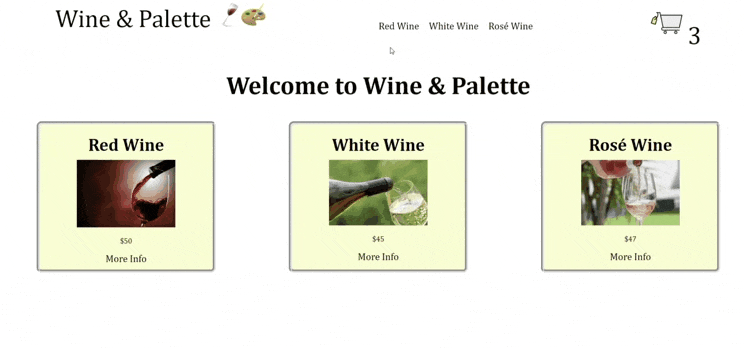 Wine & Palette
Red Wine White Wine Rosé Wine
3
Welcome to Wine & Palette
Red Wine
$50
More Info
White Wine
$45
More Info
Rosé Wine
$47
More Info